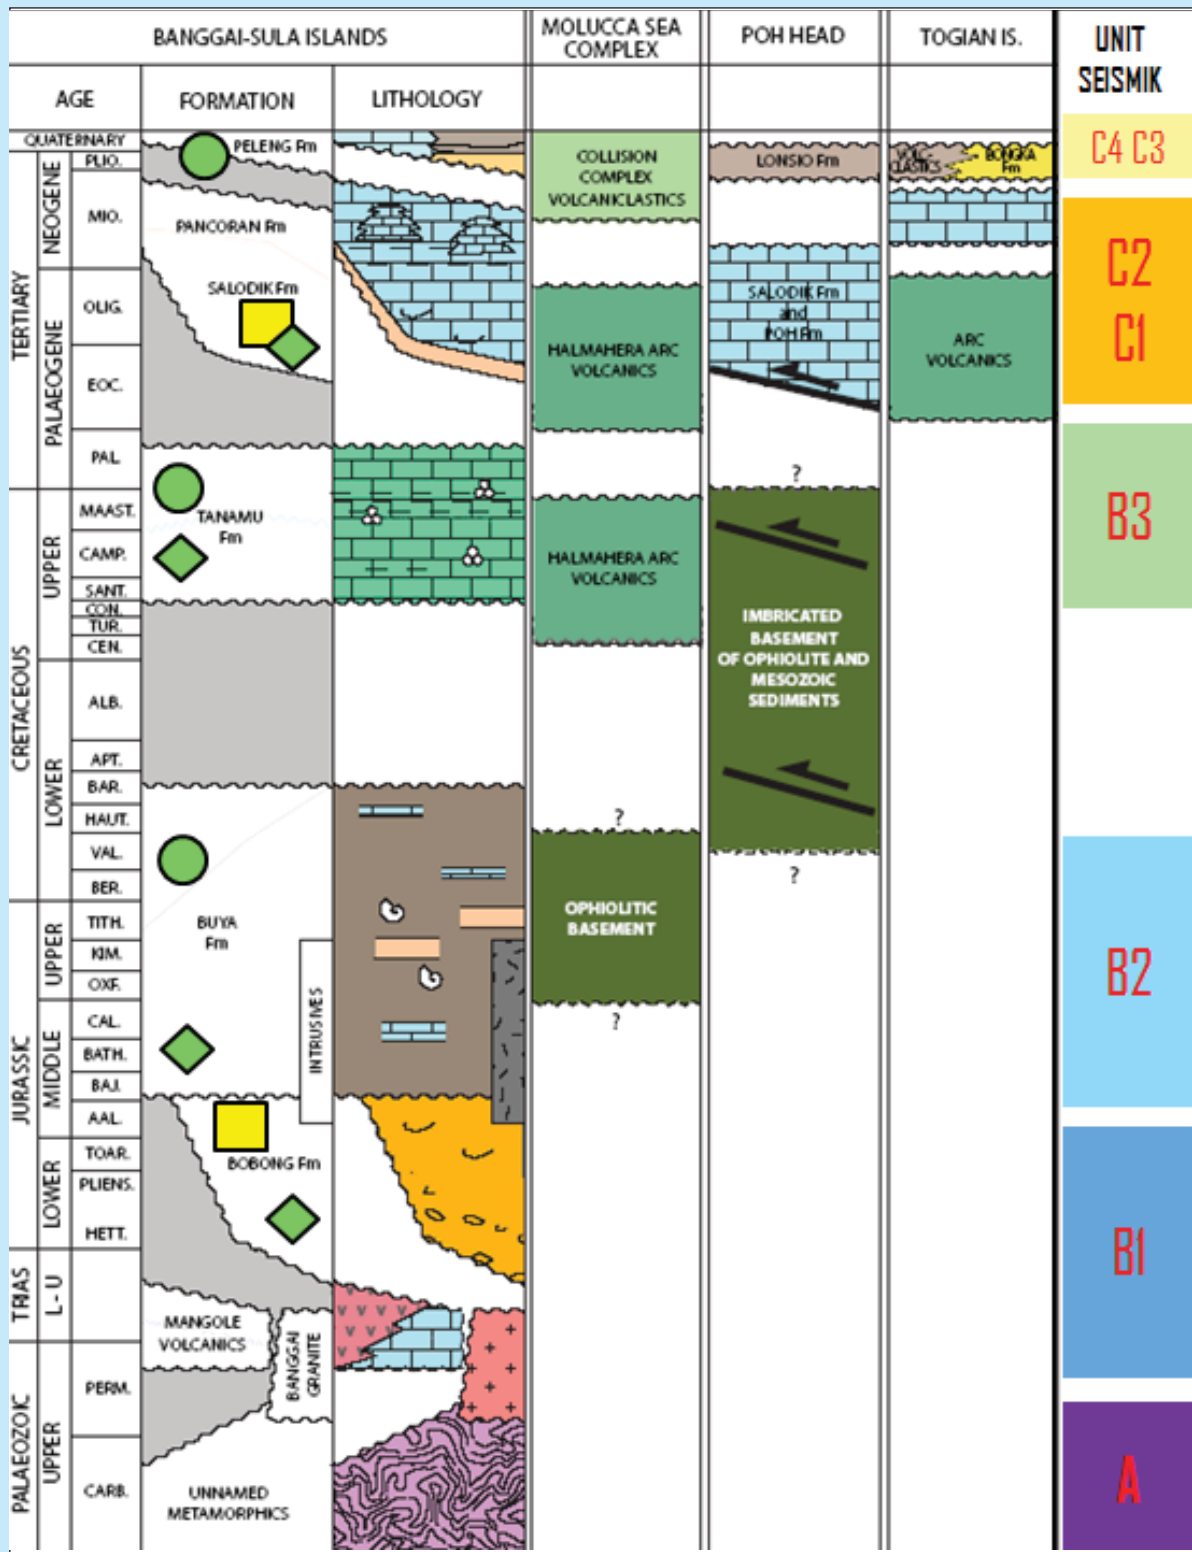 BANGGAI-SULA ISLANDS
MOLUCCA SEA
COMPLEX
POH HEAD
TOGIAN IS.
UNIT
SEISMIK
AGE
FORMATION
LITHOLOGY
QUATERNARY
TERTIARY
NEOGENE
PLIO.
MIO.
PALAEOGENE
OLIG.
EOC.
PAL.
CRETACEOUS
UPPER
MAAST.
CAMP.
SANT.
CON.
TUR.
CEN.
LOWER
ALB.
APT.
BAR.
HAUT.
VAL.
BER.
JURASSIC
UPPER
TITH.
KIM.
OXF.
MIDDLE
CAL.
BATH.
BAJ.
AAL.
LOWER
TOAR.
PLIENS.
HETT.
TRIAS
L - U
PALAEOZOIC
UPPER
PERM.
CARB.
PELENG Fm
PANCORAN Fm
SALODIK Fm
TANAMU
Fm
BUYA
Fm
INTRUSIVES
BOBONG Fm
MANGOLE
VOLCANICS
BANGGAI
GRANITE
UNNAMED
METAMORPHICS
COLLISION
COMPLEX
VOLCANICLASTICS
HALMAHERA ARC
VOLCANICS
HALMAHERA ARC
VOLCANICS
?
OPHIOLITIC
BASEMENT
?
LONSIO Fm
SALODIK Fm
and
POH Fm
?
IMBRICATED
BASEMENT
OF OPHIOLITE AND
MESOZOIC
SEDIMENTS
?
VOLC-
CLASTICS
BONGKA
Fm
ARC
VOLCANICS
C4 C3
C2
C1
B3
B2
B1
A